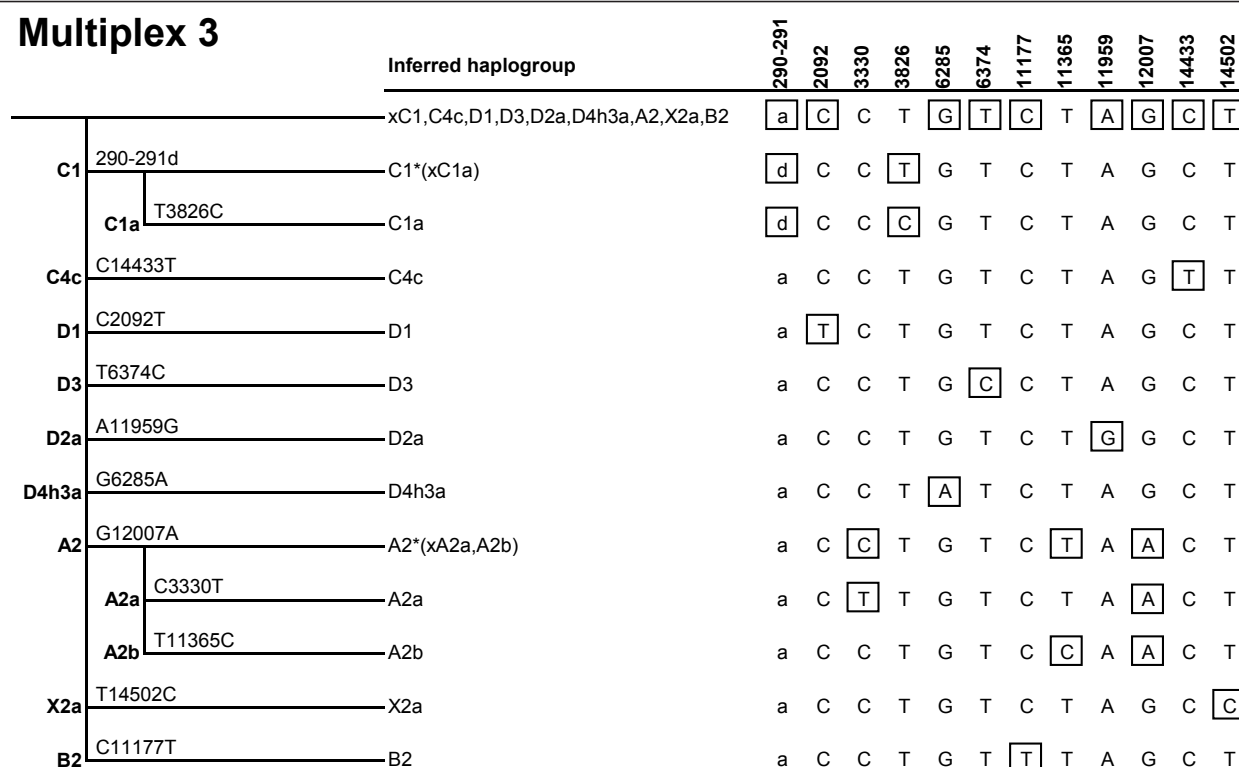 Multiplex 3
Inferred haplogroup 290-291 2092 3330 3826 6285 6374 11177 11365 11959 12007 14433 14502
xC1,C4c,D1,D3,D2a,D4h3a,A2,X2a,B2 a C C T G T C T A G C T
C1 290-291d C1*(xC1a) d C C T G T C T A G C T
C1a T3826C C1a d C C C G T C T A G C T
C4c C14433T C4c a C C T G T C T A G T T
D1 C2092T D1 a T C T G T C T A G C T
D3 T6374C D3 a C C T G C C T A G C T
D2a A11959G D2a a C C T G T C T G G C T
D4h3a G6285A D4h3a a C C T A T C T A G C T
A2 G12007A A2*(xA2a,A2b) a C C T G T C T A A C T
A2a C3330T A2a a C T T G T C T A A C T
A2b T11365C A2b a C C T G T C C A A C T
X2a T14502C X2a a C C T G T C T A G C C
B2 C11177T B2 a C C T G T T T A G C T